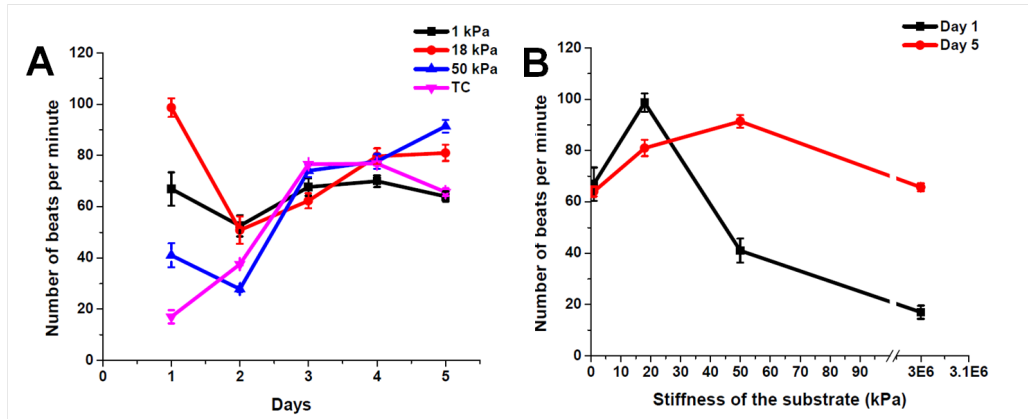 A
1 kPa
18 kPa
50 kPa
TC
Number of beats per minute
120
100
80
60
40
20
0
0 1 2 3 4 5
Days
B
Day 1
Day 5
Number of beats per minute
120
100
80
60
40
20
0
0 10 20 30 40 50 60 70 80 90 3E6 3.1E6
Stiffness of the substrate (kPa)